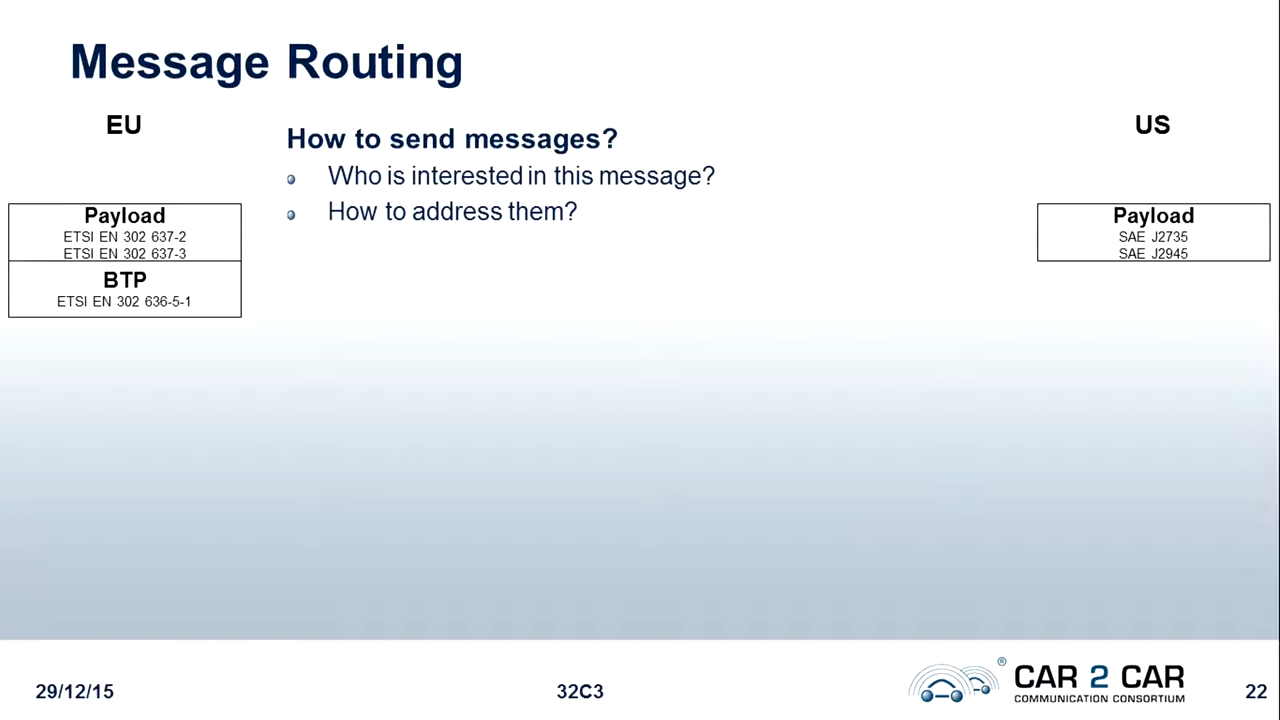 Message Routing
EU
How to send messages?
US
Who is interested in this message?
How to address them?
Payload
ETSI EN 302 637-2
ETSI EN 302 637-3
BTP
ETSI EN 302 636-5-1
Payload
SAE J2735
SAE J2945
29/12/15
32C3
® CAR 2 CAR
COMMUNICATION CONSORTIUM
22